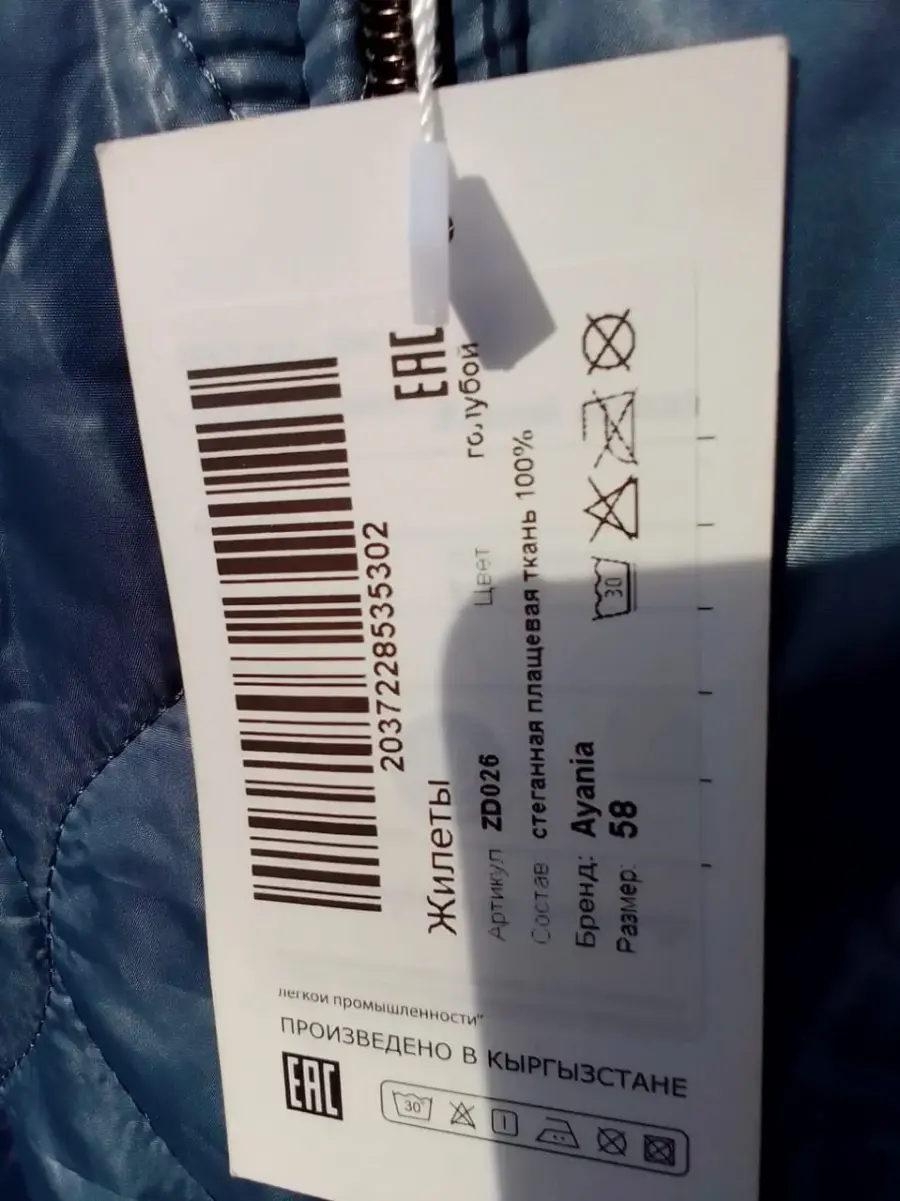 2037228535302
EAC
Жилеты
Артикул ZD026 Цвет голубой
Состав стеганная плащевая ткань 100%
Бренд: Ayania
Размер: 58
30
легкой промышленности"
ПРОИЗВЕДЕНО В КЫРГЫЗСТАНЕ
EAC
30°